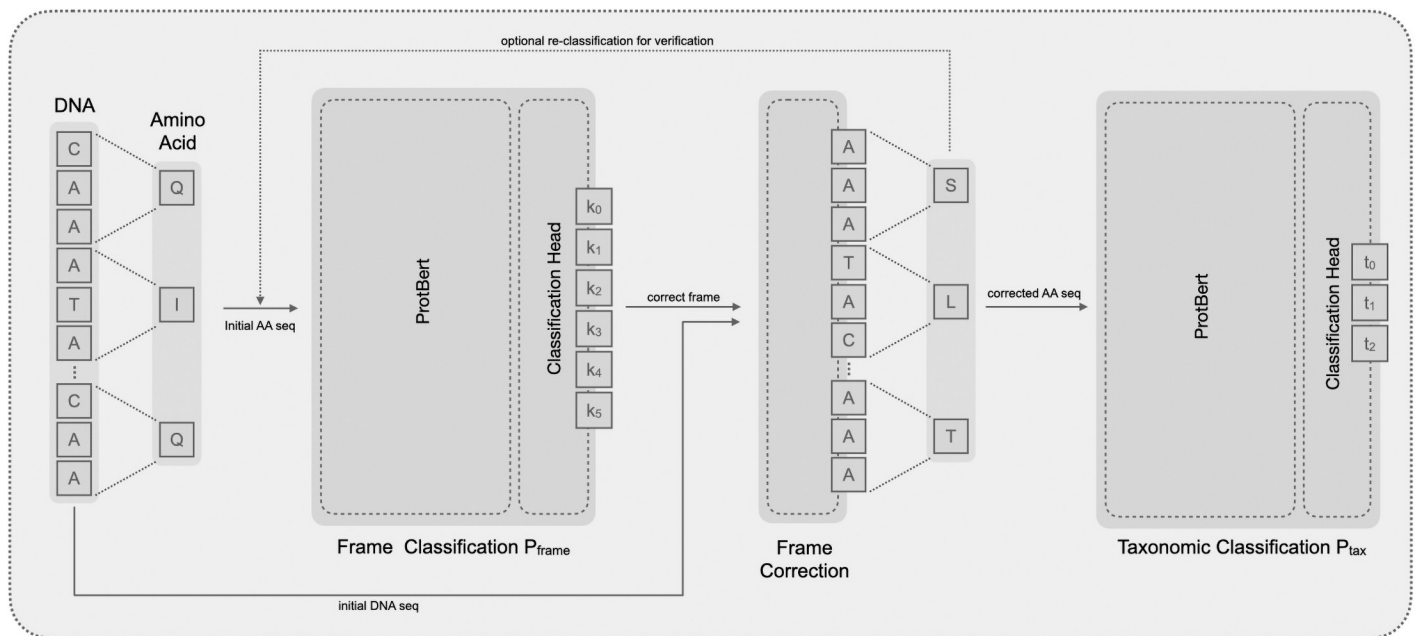 optional re-classification for verification
DNA
Amino
Acid
C
A
A
A
T
A
C
A
A
Q
I
Q
Initial AA seq
ProtBert
Classification Head
k0
k1
k2
k3
k4
k5
Frame Classification Pframe
correct frame
initial DNA seq
A
A
A
T
A
C
A
A
A
Frame
Correction
S
L
T
corrected AA seq
ProtBert
Classification Head
t0
t1
t2
Taxonomic Classification Ptax